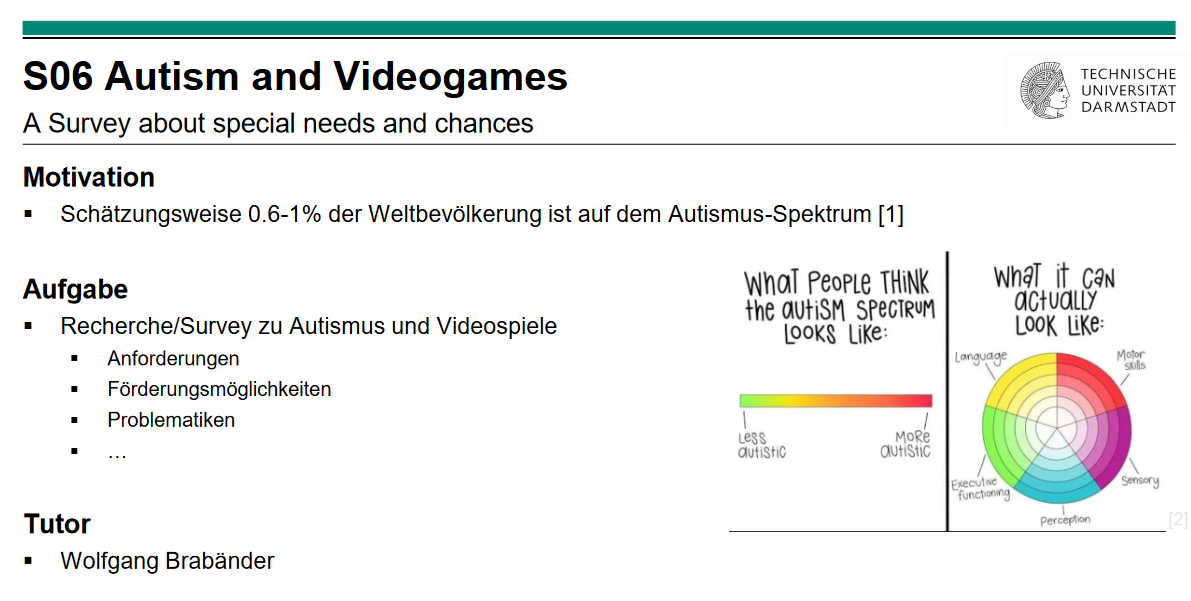 S06 Autism and Videogames
A Survey about special needs and chances
TECHNISCHE
UNIVERSITÄT
DARMSTADT
Motivation
▪ Schätzungsweise 0.6-1% der Weltbevölkerung ist auf dem Autismus-Spektrum [1]
Aufgabe
▪ Recherche/Survey zu Autismus und Videospiele
▪ Anforderungen
▪ Förderungsmöglichkeiten
▪ Problematiken
▪ …
Tutor
▪ Wolfgang Brabänder
WHAT PEOPLE THINK
the AUTISM SPECTRUM
LOOKS LIKE:
LESS
AUTISTIC
MORE
AUTISTIC
WHAT IT CAN
ACTUALLY
LOOK LIKE:
Language
Motor
skills
Executive
functioning
Sensory
Perception
[2]